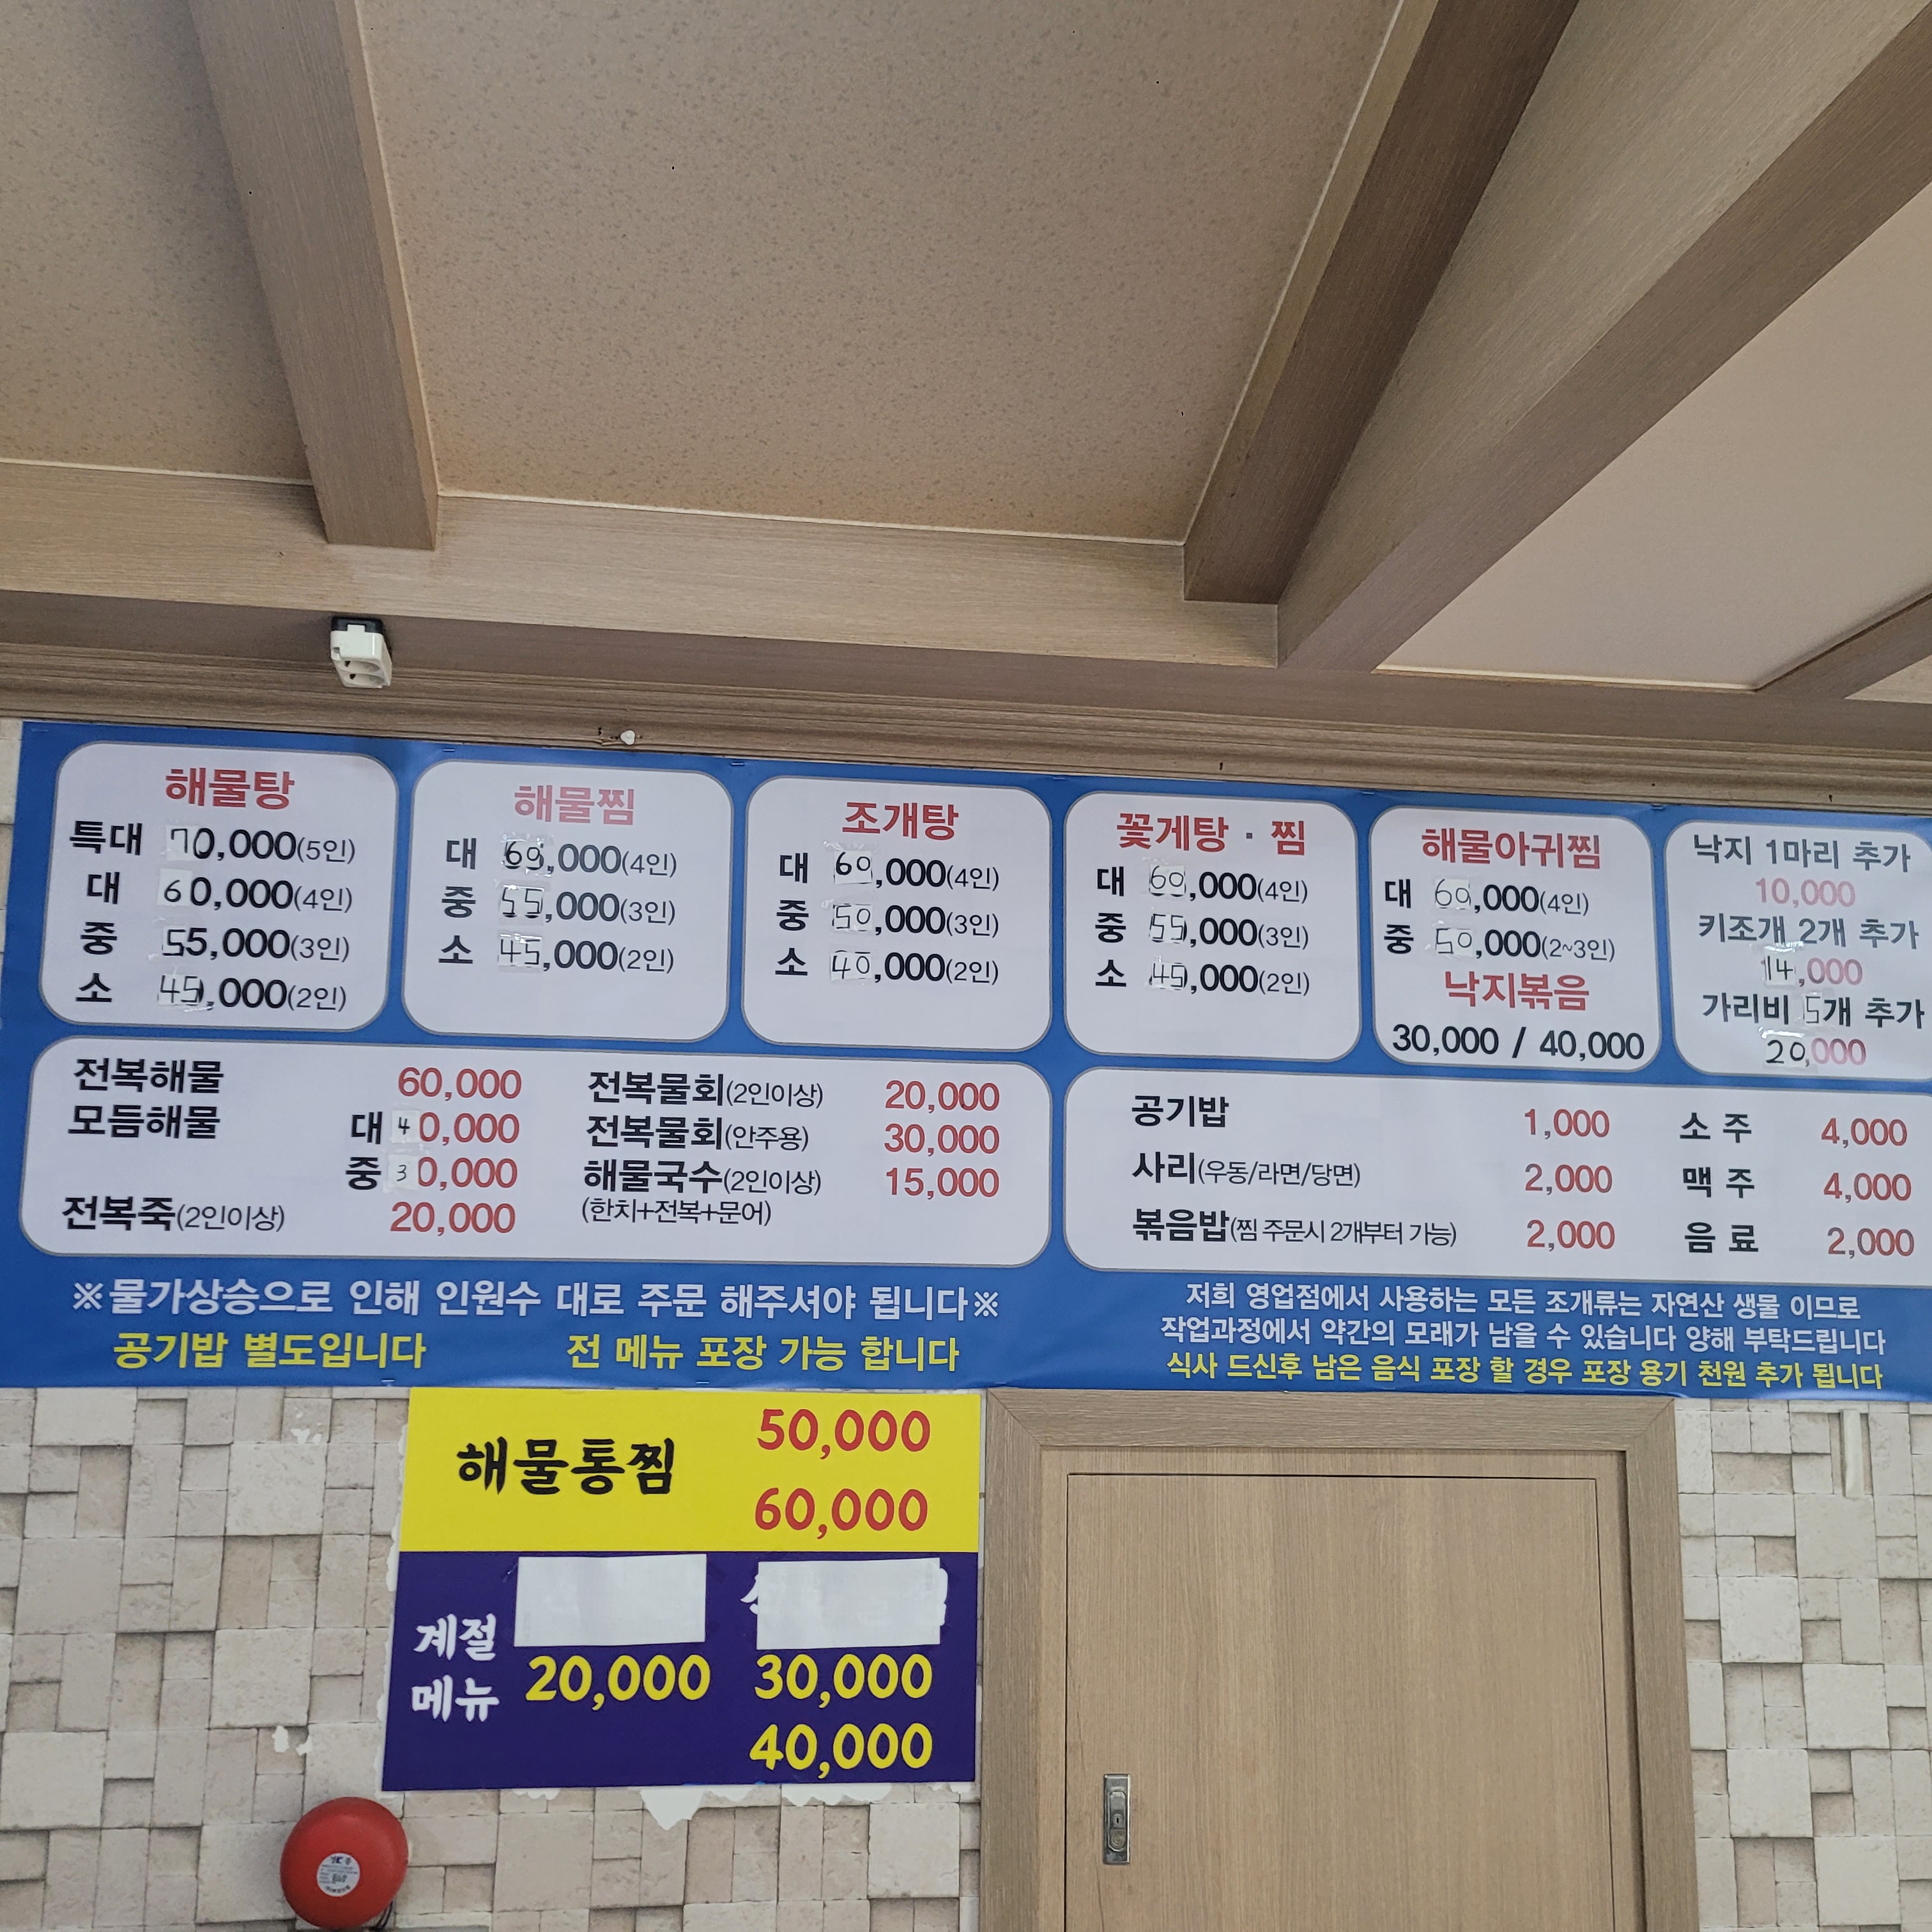 해물탕
특대 70,000(5인)
대 60,000(4인)
중 55,000(3인)
소 45,000(2인)
해물찜
대 60,000(4인)
중 55,000(3인)
소 45,000(2인)
조개탕
대 60,000(4인)
중 50,000(3인)
소 40,000(2인)
꽃게탕 · 찜
대 60,000(4인)
중 55,000(3인)
소 45,000(2인)
해물아귀찜
대 60,000(4인)
중 50,000(2~3인)
낙지볶음
30,000 / 40,000
낙지 1마리 추가
10,000
키조개 2개 추가
14,000
가리비 5개 추가
20,000
전복해물 60,000
모듬해물 대 40,000
중 30,000
전복죽(2인이상) 20,000
전복물회(2인이상) 20,000
전복물회(안주용) 30,000
해물국수(2인이상) 15,000
(한치+전복+문어)
공기밥 1,000
사리(우동/라면/당면) 2,000
볶음밥(찜 주문시 2개부터 가능) 2,000
소 주 4,000
맥 주 4,000
음 료 2,000
※물가상승으로 인해 인원수 대로 주문 해주셔야 됩니다※
공기밥 별도입니다 전 메뉴 포장 가능 합니다
저희 영업점에서 사용하는 모든 조개류는 자연산 생물 이므로
작업과정에서 약간의 모래가 남을 수 있습니다 양해 부탁드립니다
식사 드신후 남은 음식 포장 할 경우 포장 용기 천원 추가 됩니다
해물통찜 50,000
60,000
계절
메뉴
20,000 30,000
40,000